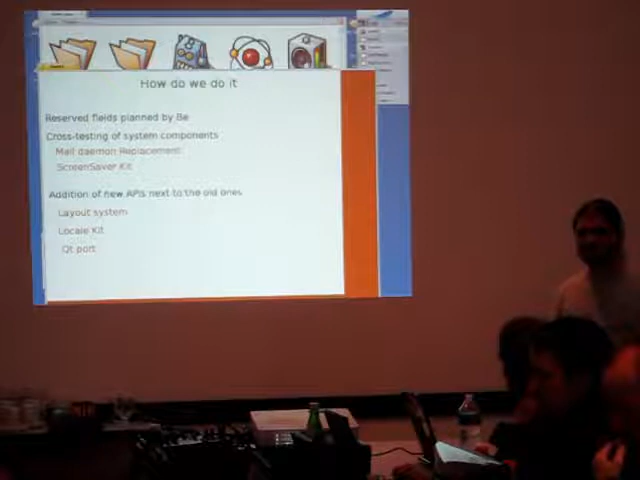 How do we do it
Reserved fields planned by Be
Cross-testing of system components
Mail daemon Replacement
ScreenSaver Kit
Addition of new APIs next to the old ones
Layout system
Locale Kit
Qt port